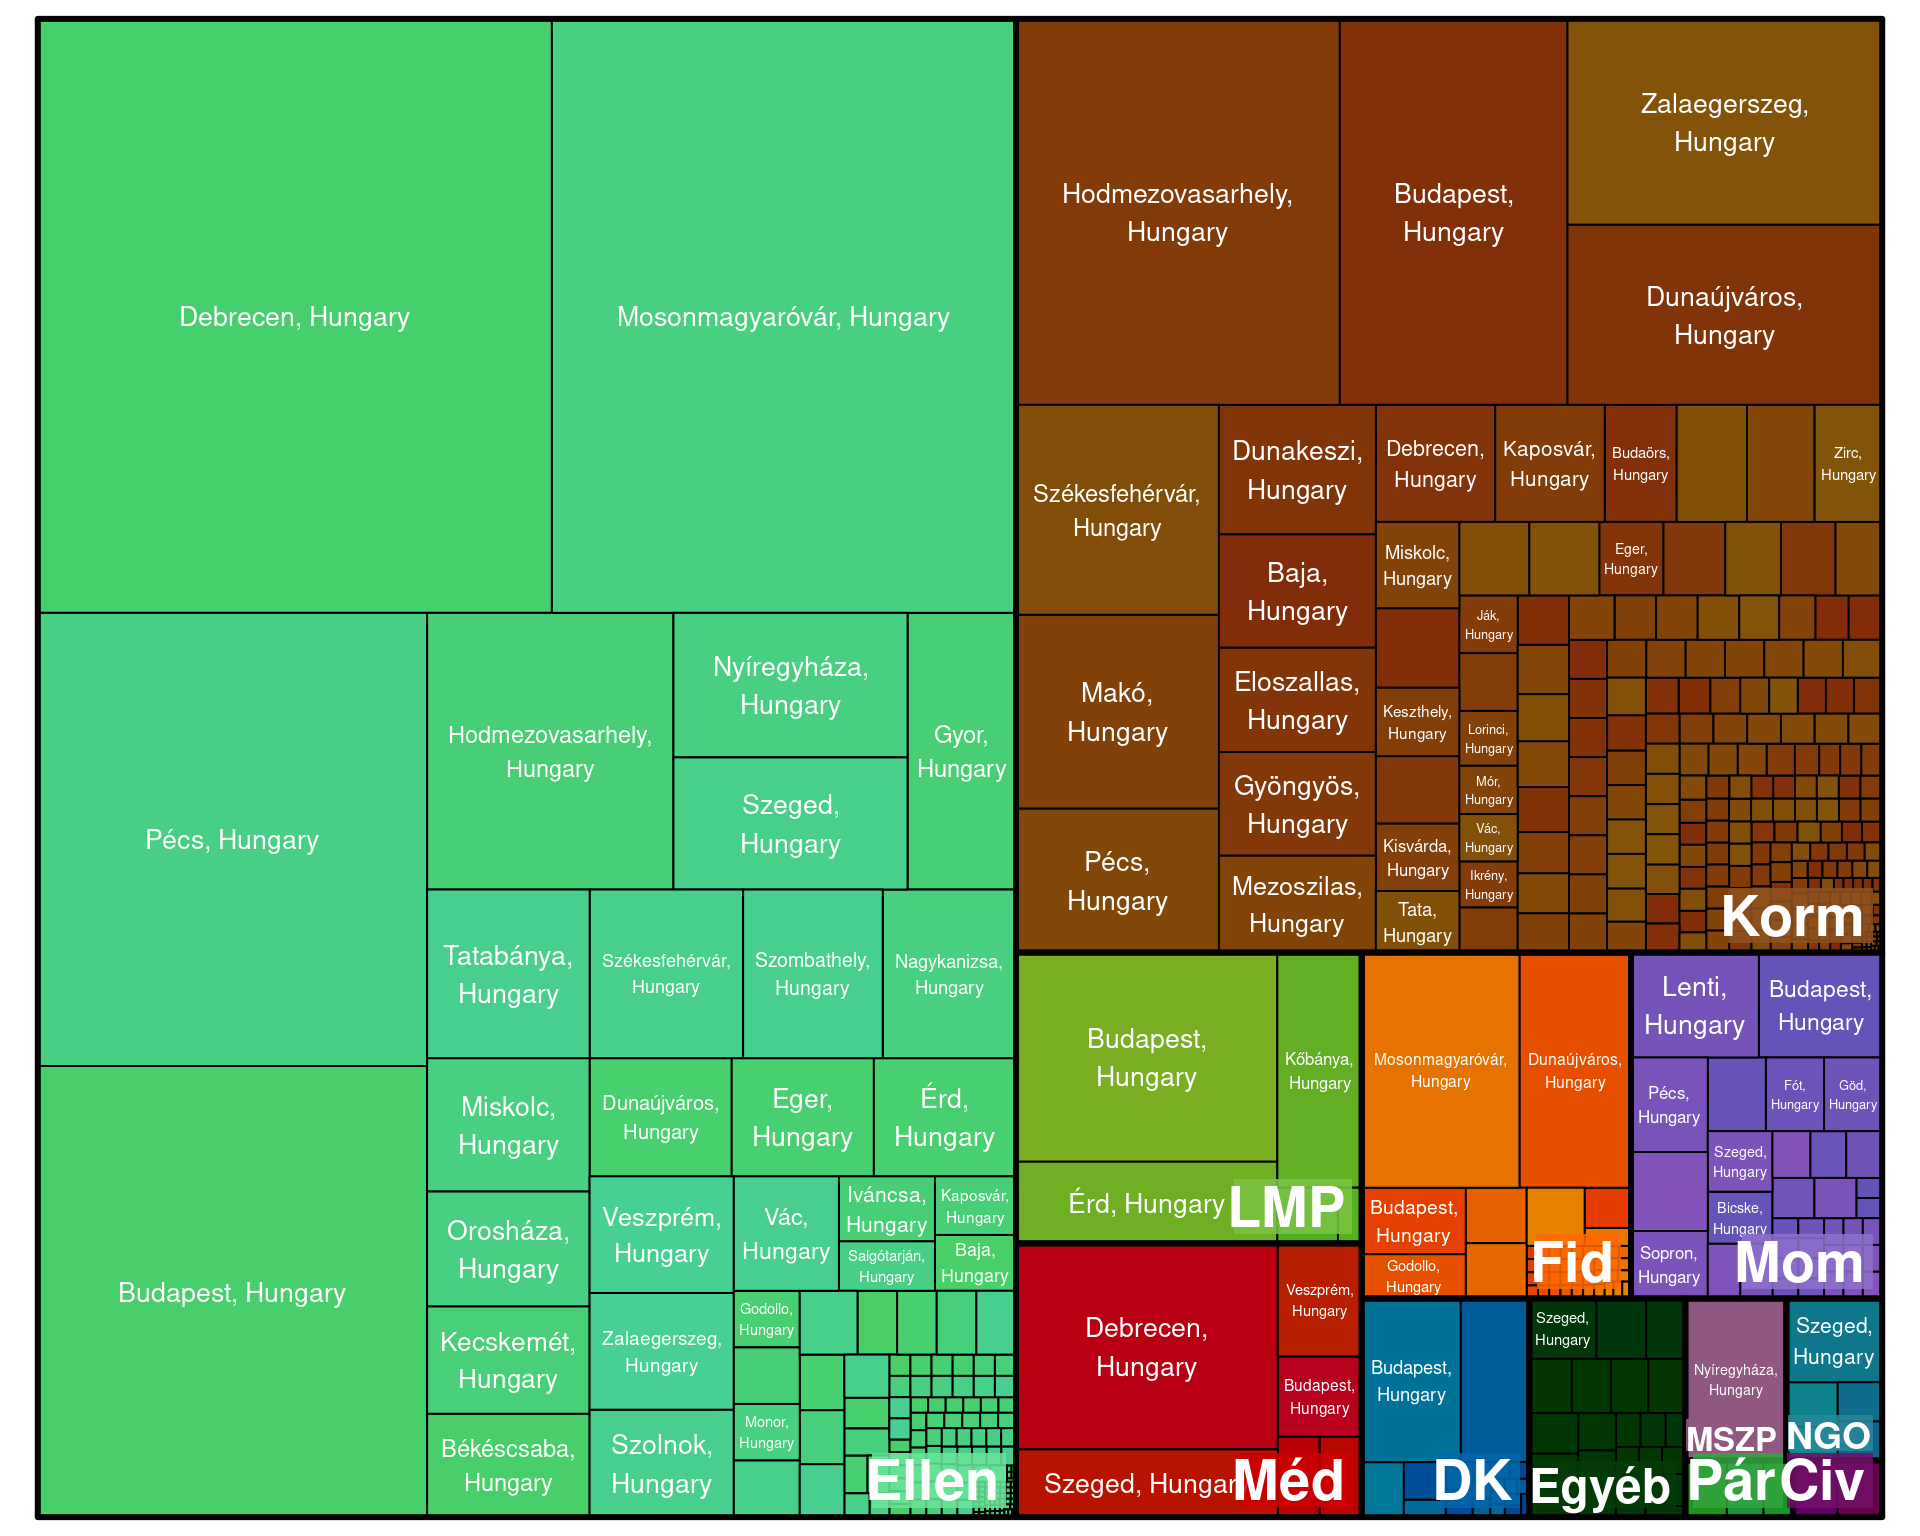 Debrecen, Hungary
Mosonmagyaróvár, Hungary
Pécs, Hungary
Budapest, Hungary
Hodmezovasarhely,
Hungary
Nyíregyháza,
Hungary
Szeged,
Hungary
Gyor,
Hungary
Tatabánya,
Hungary
Székesfehérvár,
Hungary
Szombathely,
Hungary
Nagykanizsa,
Hungary
Miskolc,
Hungary
Dunaújváros,
Hungary
Eger,
Hungary
Érd,
Hungary
Orosháza,
Hungary
Veszprém,
Hungary
Vác,
Hungary
Iváncsa,
Hungary
Kaposvár,
Hungary
Salgótarján,
Hungary
Baja,
Hungary
Kecskemét,
Hungary
Zalaegerszeg,
Hungary
Godollo,
Hungary
Békéscsaba,
Hungary
Szolnok,
Hungary
Monor,
Hungary
Ellen
Hodmezovasarhely,
Hungary
Budapest,
Hungary
Zalaegerszeg,
Hungary
Dunaújváros,
Hungary
Székesfehérvár,
Hungary
Makó,
Hungary
Pécs,
Hungary
Dunakeszi,
Hungary
Baja,
Hungary
Eloszallas,
Hungary
Gyöngyös,
Hungary
Mezoszilas,
Hungary
Debrecen,
Hungary
Kaposvár,
Hungary
Budaörs,
Hungary
Zirc,
Hungary
Miskolc,
Hungary
Eger,
Hungary
Ják,
Hungary
Keszthely,
Hungary
Lorinci,
Hungary
Mór,
Hungary
Kisvárda,
Hungary
Vác,
Hungary
Ikrény,
Hungary
Tata,
Hungary
Korm
Budapest,
Hungary
Kőbánya,
Hungary
Érd, Hungary
LMP
Debrecen,
Hungary
Veszprém,
Hungary
Budapest,
Hungary
Szeged, Hungar
Méd
Mosonmagyaróvár,
Hungary
Dunaújváros,
Hungary
Budapest,
Hungary
Godollo,
Hungary
Fid
Lenti,
Hungary
Budapest,
Hungary
Pécs,
Hungary
Fót,
Hungary
Göd,
Hungary
Szeged,
Hungary
Bicske,
Hungary
Sopron,
Hungary
Mom
Budapest,
Hungary
DK
Szeged,
Hungary
Egyéb
Nyíregyháza,
Hungary
MSZP
Szeged,
Hungary
NGO
Pár
Civ